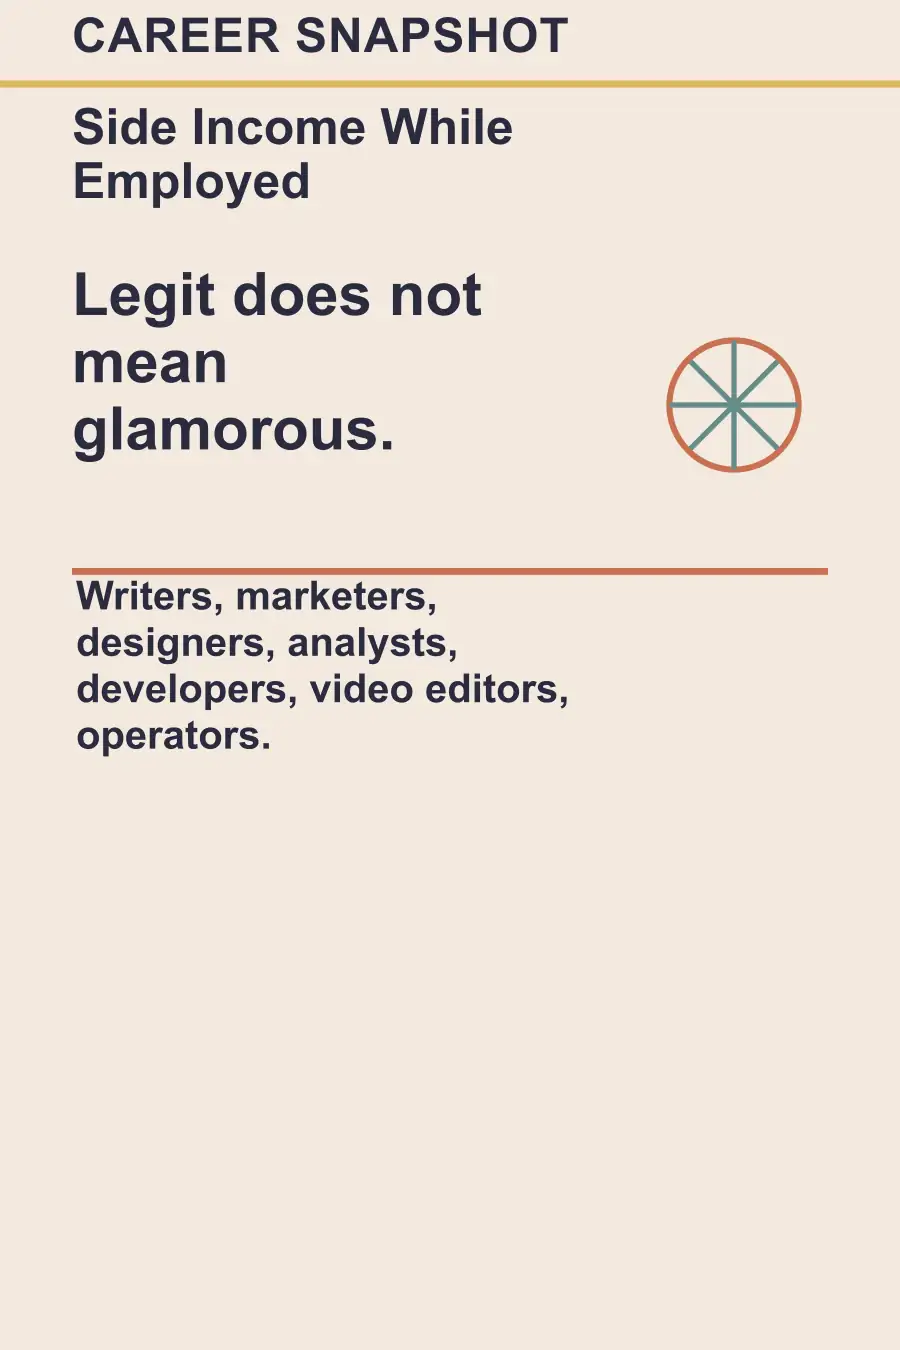 CAREER SNAPSHOT
Side Income While
Employed
Legit does not
mean
glamorous.
Writers, marketers,
designers, analysts,
developers, video editors,
operators.